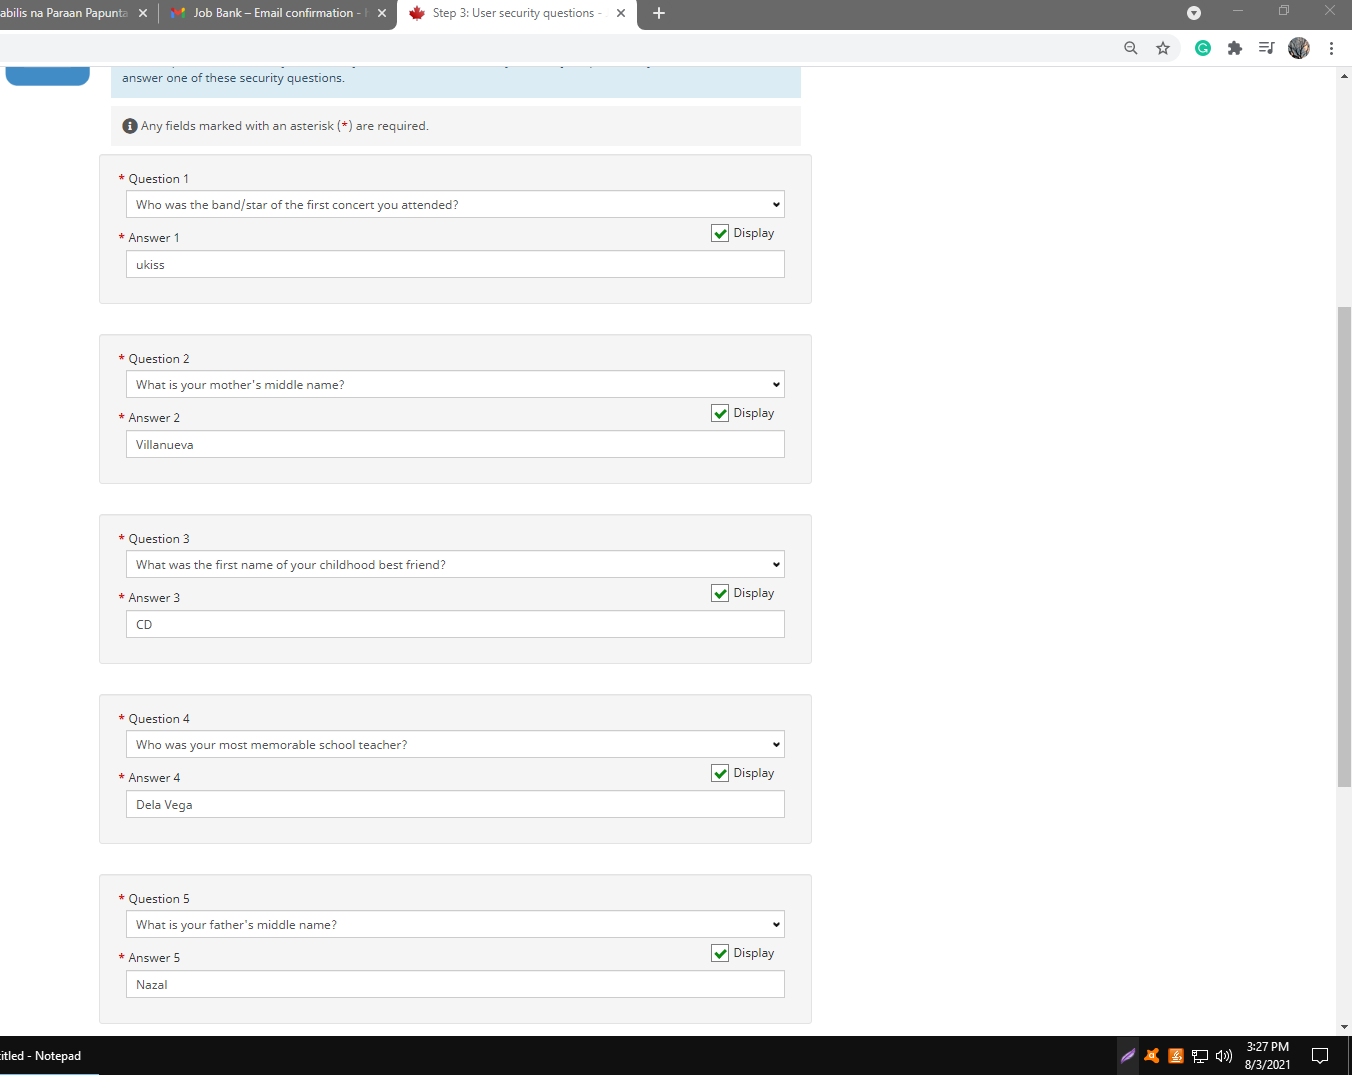 abilis na Paraan Papunta
Job Bank – Email confirmation -
Step 3: User security questions -
answer one of these security questions.
Any fields marked with an asterisk (*) are required.
* Question 1
Who was the band/star of the first concert you attended?
Display
* Answer 1
ukiss
* Question 2
What is your mother's middle name?
Display
* Answer 2
Villanueva
* Question 3
What was the first name of your childhood best friend?
Display
* Answer 3
CD
* Question 4
Who was your most memorable school teacher?
Display
* Answer 4
Dela Vega
* Question 5
What is your father's middle name?
Display
* Answer 5
Nazal
itled - Notepad
3:27 PM
8/3/2021